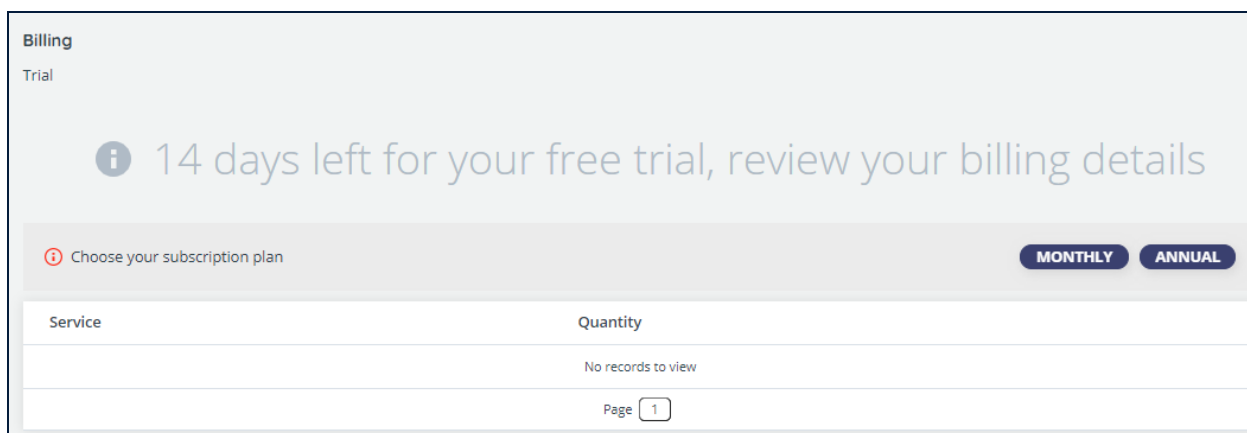 Billing
Trial
14 days left for your free trial, review your billing details
Choose your subscription plan MONTHLY ANNUAL
Service Quantity
No records to view
Page 1